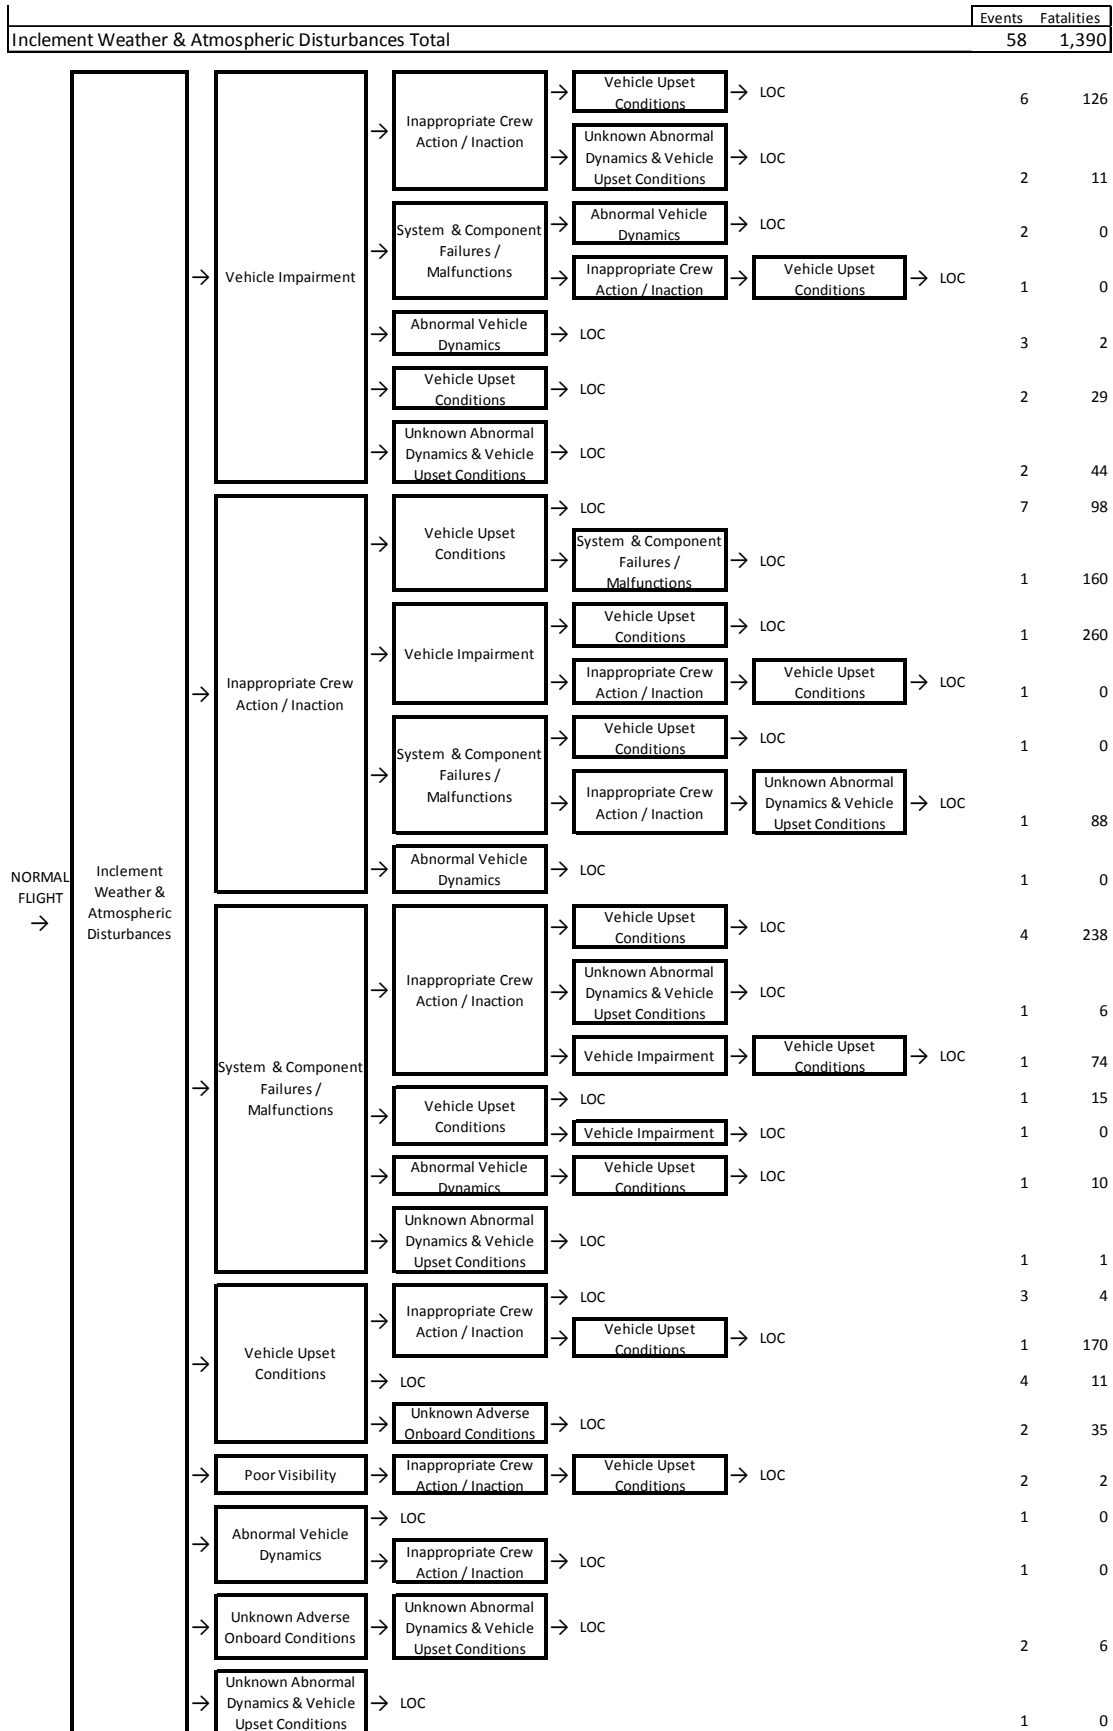 Events Fatalities
Inclement Weather & Atmospheric Disturbances Total 58 1,390
NORMAL
FLIGHT
→
Inclement
Weather &
Atmospheric
Disturbances
→ Vehicle Impairment
→ Inappropriate Crew
Action / Inaction
→ Vehicle Upset
Conditions
→ LOC
6 126
→ Unknown Abnormal
Dynamics & Vehicle
Upset Conditions
→ LOC
2 11
→ System & Component
Failures /
Malfunctions
→ Abnormal Vehicle
Dynamics
→ LOC
2 0
→ Inappropriate Crew
Action / Inaction
→ Vehicle Upset
Conditions
→ LOC
1 0
→ Abnormal Vehicle
Dynamics
→ LOC
3 2
→ Vehicle Upset
Conditions
→ LOC
2 29
→ Unknown Abnormal
Dynamics & Vehicle
Upset Conditions
→ LOC
2 44
→ Inappropriate Crew
Action / Inaction
→ Vehicle Upset
Conditions
→ LOC
7 98
→ System & Component
Failures /
Malfunctions
→ LOC
1 160
→ Vehicle Impairment
→ Vehicle Upset
Conditions
→ LOC
1 260
→ Inappropriate Crew
Action / Inaction
→ Vehicle Upset
Conditions
→ LOC
1 0
→ System & Component
Failures /
Malfunctions
→ Vehicle Upset
Conditions
→ LOC
1 0
→ Inappropriate Crew
Action / Inaction
→ Unknown Abnormal
Dynamics & Vehicle
Upset Conditions
→ LOC
1 88
→ Abnormal Vehicle
Dynamics
→ LOC
1 0
→ System & Component
Failures /
Malfunctions
→ Inappropriate Crew
Action / Inaction
→ Vehicle Upset
Conditions
→ LOC
4 238
→ Unknown Abnormal
Dynamics & Vehicle
Upset Conditions
→ LOC
1 6
→ Vehicle Impairment
→ Vehicle Upset
Conditions
→ LOC
1 74
→ Vehicle Upset
Conditions
→ LOC
1 15
→ Vehicle Impairment
→ LOC
1 0
→ Abnormal Vehicle
Dynamics
→ Vehicle Upset
Conditions
→ LOC
1 10
→ Unknown Abnormal
Dynamics & Vehicle
Upset Conditions
→ LOC
1 1
→ Vehicle Upset
Conditions
→ Inappropriate Crew
Action / Inaction
→ LOC
3 4
→ Vehicle Upset
Conditions
→ LOC
1 170
→ LOC
4 11
→ Unknown Adverse
Onboard Conditions
→ LOC
2 35
→ Poor Visibility
→ Inappropriate Crew
Action / Inaction
→ Vehicle Upset
Conditions
→ LOC
2 2
→ Abnormal Vehicle
Dynamics
→ LOC
1 0
→ Inappropriate Crew
Action / Inaction
→ LOC
1 0
→ Unknown Adverse
Onboard Conditions
→ Unknown Abnormal
Dynamics & Vehicle
Upset Conditions
→ LOC
2 6
→ Unknown Abnormal
Dynamics & Vehicle
Upset Conditions
→ LOC
1 0